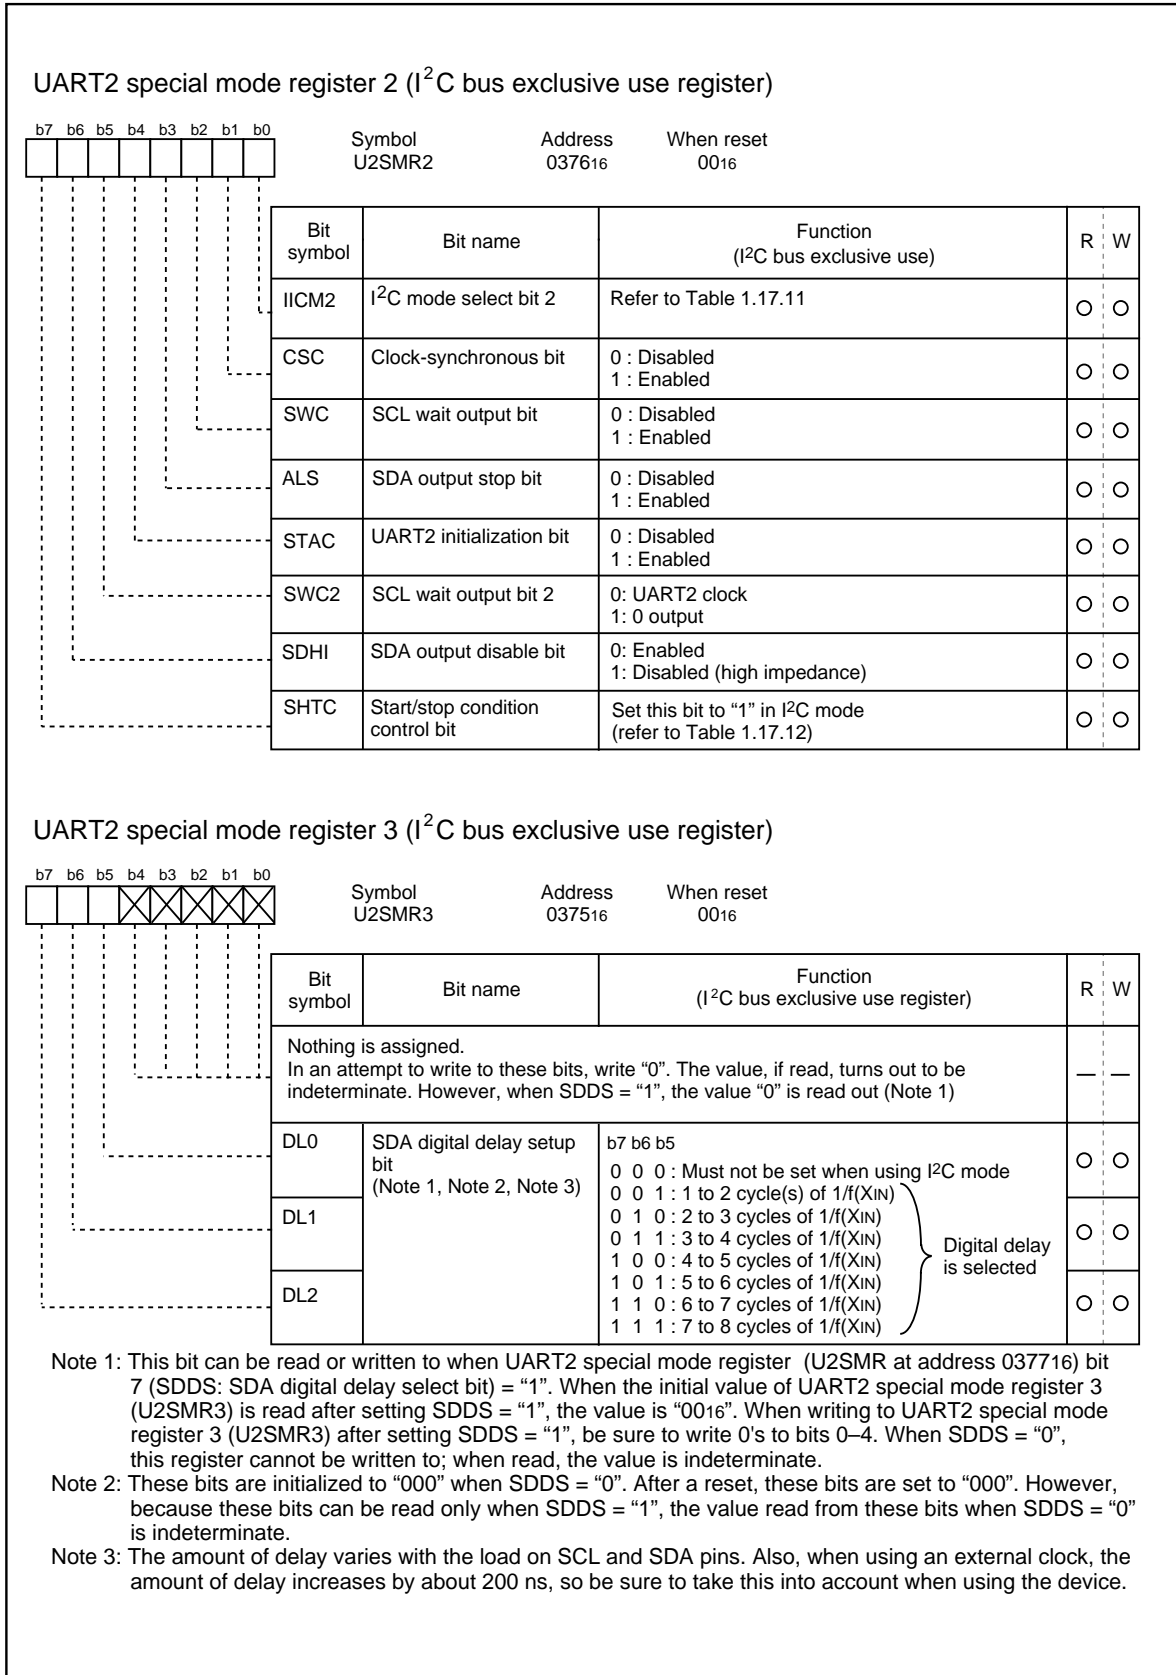 UART2 special mode register 2 (I2C bus exclusive use register)
b7 b6 b5 b4 b3 b2 b1 b0
Symbol Address When reset
U2SMR2 037616 0016
Bit symbol Bit name Function (I2C bus exclusive use) R W
IICM2 I2C mode select bit 2 Refer to Table 1.17.11
CSC Clock-synchronous bit 0 : Disabled
1 : Enabled
SWC SCL wait output bit 0 : Disabled
1 : Enabled
ALS SDA output stop bit 0 : Disabled
1 : Enabled
STAC UART2 initialization bit 0 : Disabled
1 : Enabled
SWC2 SCL wait output bit 2 0: UART2 clock
1: 0 output
SDHI SDA output disable bit 0: Enabled
1: Disabled (high impedance)
SHTC Start/stop condition control bit Set this bit to “1” in I2C mode
(refer to Table 1.17.12)
UART2 special mode register 3 (I2C bus exclusive use register)
b7 b6 b5 b4 b3 b2 b1 b0
Symbol Address When reset
U2SMR3 037516 0016
Bit symbol Bit name Function (I2C bus exclusive use register) R W
Nothing is assigned.
In an attempt to write to these bits, write “0”. The value, if read, turns out to be
indeterminate. However, when SDDS = “1”, the value “0” is read out (Note 1)
— —
DL0 SDA digital delay setup
bit
(Note 1, Note 2, Note 3)
DL1
DL2
b7 b6 b5
0 0 0 : Must not be set when using I2C mode
0 0 1 : 1 to 2 cycle(s) of 1/f(XIN)
0 1 0 : 2 to 3 cycles of 1/f(XIN)
0 1 1 : 3 to 4 cycles of 1/f(XIN)
1 0 0 : 4 to 5 cycles of 1/f(XIN)
1 0 1 : 5 to 6 cycles of 1/f(XIN)
1 1 0 : 6 to 7 cycles of 1/f(XIN)
1 1 1 : 7 to 8 cycles of 1/f(XIN)
Digital delay
is selected
Note 1: This bit can be read or written to when UART2 special mode register (U2SMR at address 037716) bit
7 (SDDS: SDA digital delay select bit) = “1”. When the initial value of UART2 special mode register 3
(U2SMR3) is read after setting SDDS = “1”, the value is “0016”. When writing to UART2 special mode
register 3 (U2SMR3) after setting SDDS = “1”, be sure to write 0's to bits 0–4. When SDDS = “0”,
this register cannot be written to; when read, the value is indeterminate.
Note 2: These bits are initialized to “000” when SDDS = “0”. After a reset, these bits are set to “000”. However,
because these bits can be read only when SDDS = “1”, the value read from these bits when SDDS = “0”
is indeterminate.
Note 3: The amount of delay varies with the load on SCL and SDA pins. Also, when using an external clock, the
amount of delay increases by about 200 ns, so be sure to take this into account when using the device.